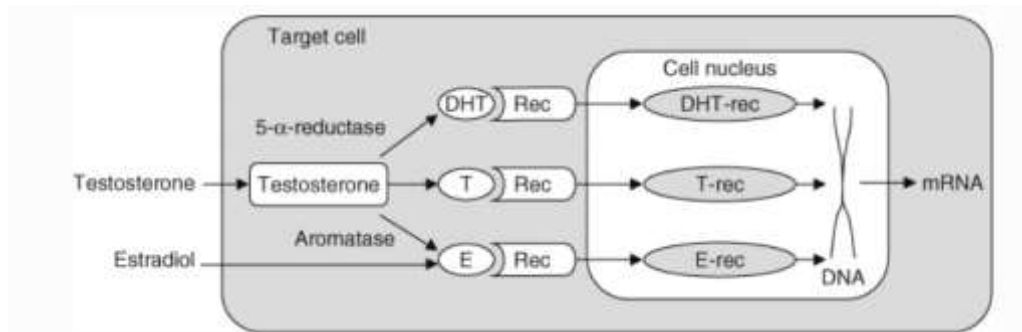 Target cell
Cell nucleus
DHT Rec
DHT-rec
5-α-reductase
Testosterone
Testosterone
T Rec
T-rec
mRNA
Aromatase
Estradiol
E Rec
E-rec
DNA